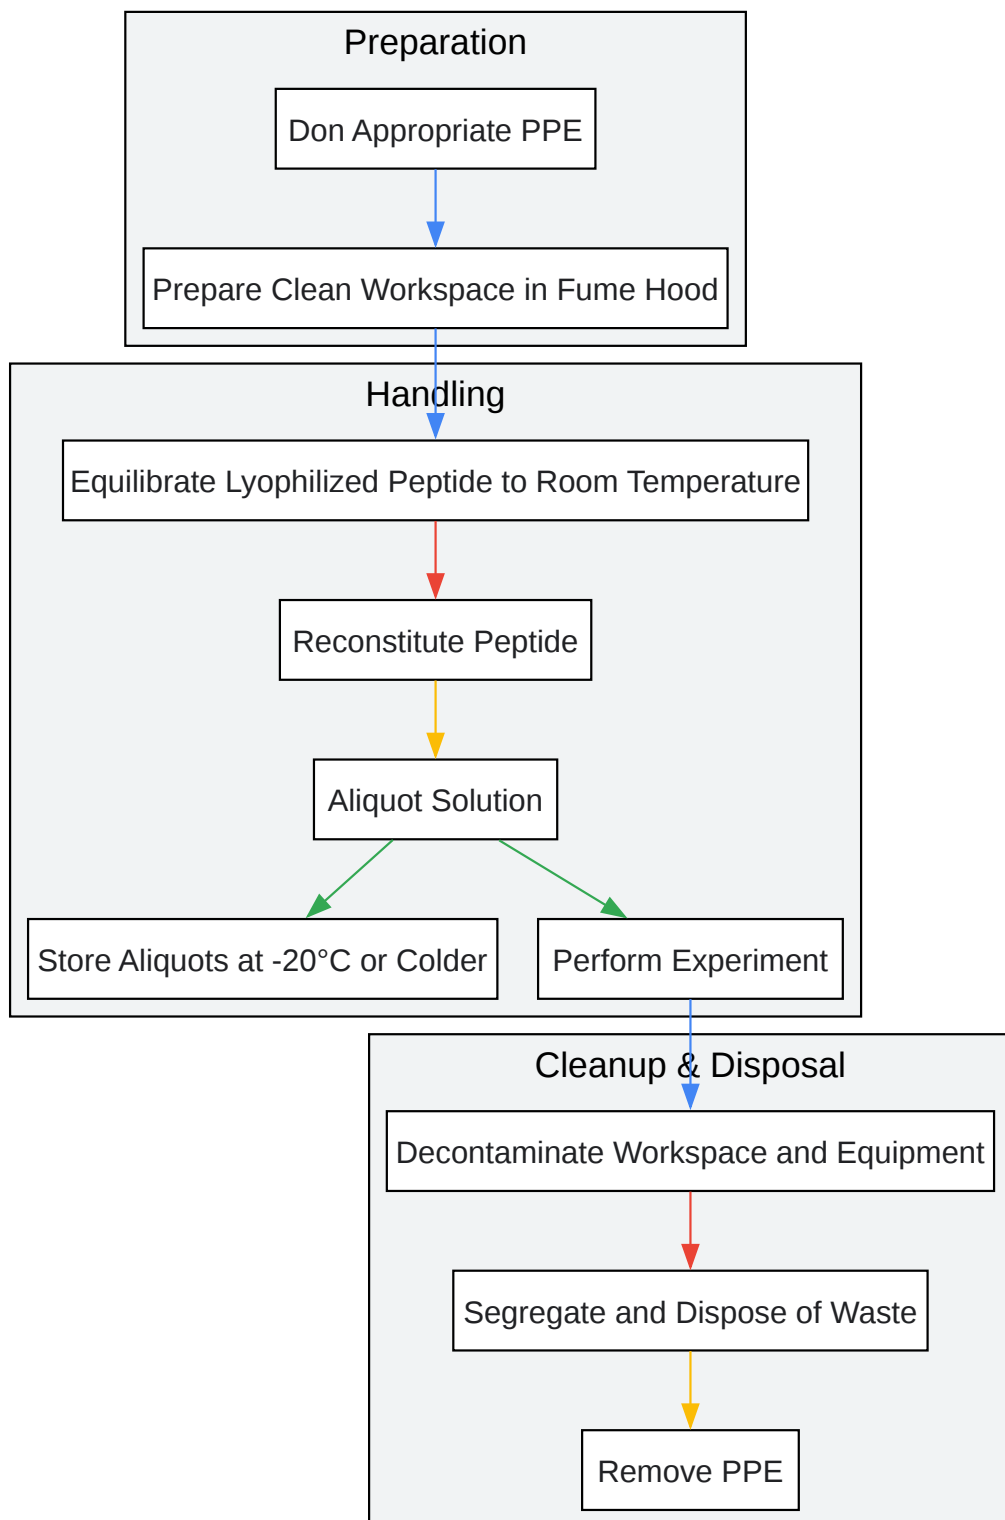 Preparation
Don Appropriate PPE
Prepare Clean Workspace in Fume Hood
Handling
Equilibrate Lyophilized Peptide to Room Temperature
Reconstitute Peptide
Aliquot Solution
Store Aliquots at -20°C or Colder
Perform Experiment
Cleanup & Disposal
Decontaminate Workspace and Equipment
Segregate and Dispose of Waste
Remove PPE